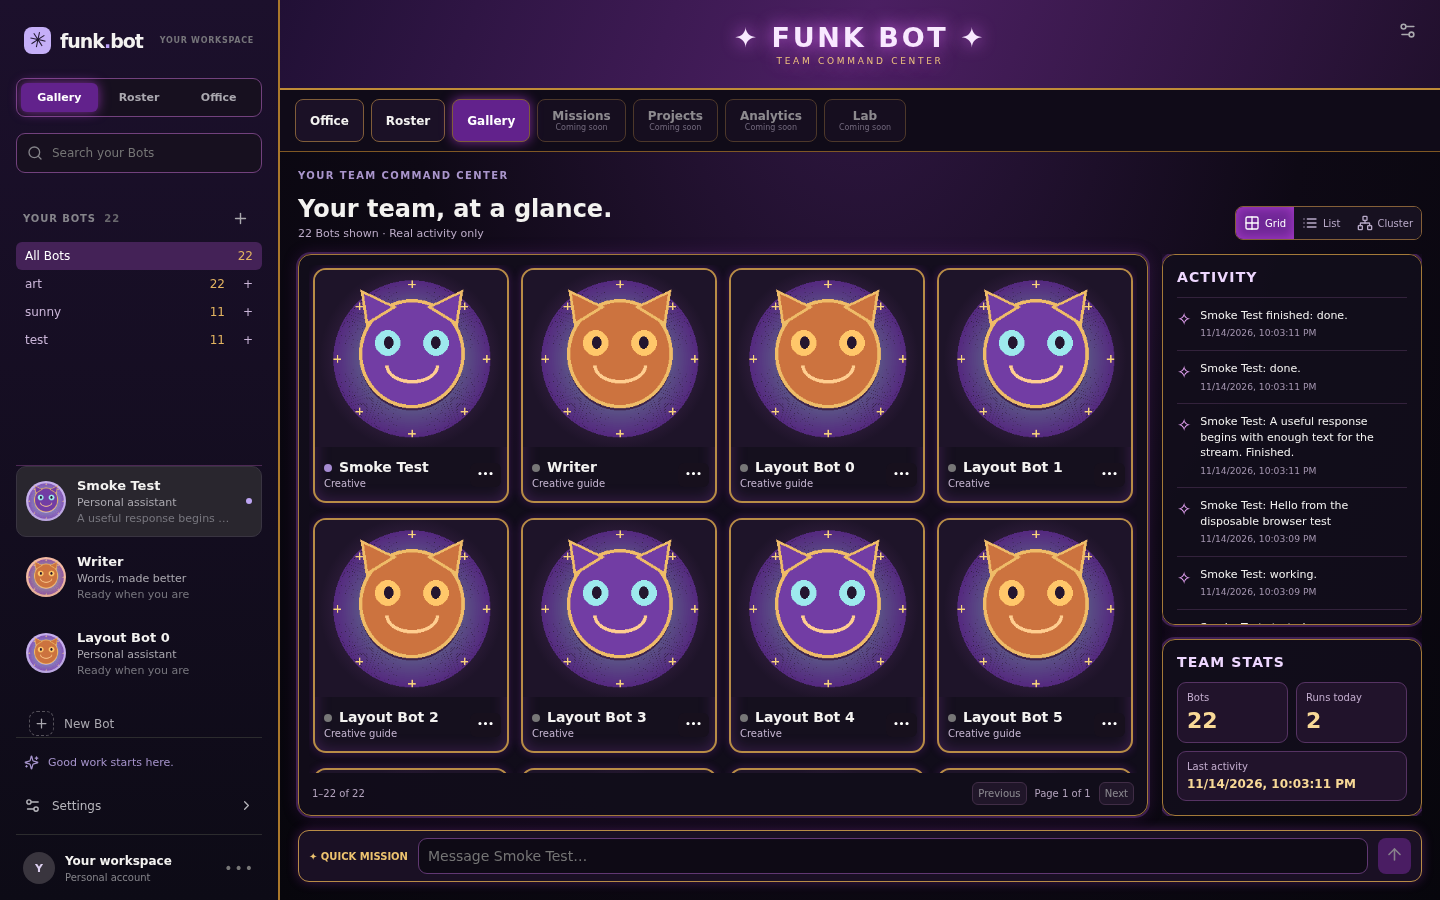 funk.bot YOUR WORKSPACE
Gallery Roster Office
Search your Bots
YOUR BOTS 22 +
All Bots 22
art 22 +
sunny 11 +
test 11 +
Smoke Test
Personal assistant
A useful response begins ...
Writer
Words, made better
Ready when you are
Layout Bot 0
Personal assistant
Ready when you are
+ New Bot
Good work starts here.
Settings
Y Your workspace
Personal account
✦ FUNK BOT ✦
TEAM COMMAND CENTER
Office Roster Gallery Missions Projects Analytics Lab
Coming soon Coming soon Coming soon Coming soon
YOUR TEAM COMMAND CENTER
Your team, at a glance.
22 Bots shown · Real activity only
Grid List Cluster
Smoke Test ...
Creative
Writer ...
Creative guide
Layout Bot 0 ...
Creative guide
Layout Bot 1 ...
Creative
Layout Bot 2 ...
Creative guide
Layout Bot 3 ...
Creative
Layout Bot 4 ...
Creative guide
Layout Bot 5 ...
Creative
1–22 of 22
Previous Page 1 of 1 Next
ACTIVITY
Smoke Test finished: done.
11/14/2026, 10:03:11 PM
Smoke Test: done.
11/14/2026, 10:03:11 PM
Smoke Test: A useful response
begins with enough text for the
stream. Finished.
11/14/2026, 10:03:11 PM
Smoke Test: Hello from the
disposable browser test
11/14/2026, 10:03:09 PM
Smoke Test: working.
11/14/2026, 10:03:09 PM
TEAM STATS
Bots
22
Runs today
2
Last activity
11/14/2026, 10:03:11 PM
✦ QUICK MISSION Message Smoke Test...